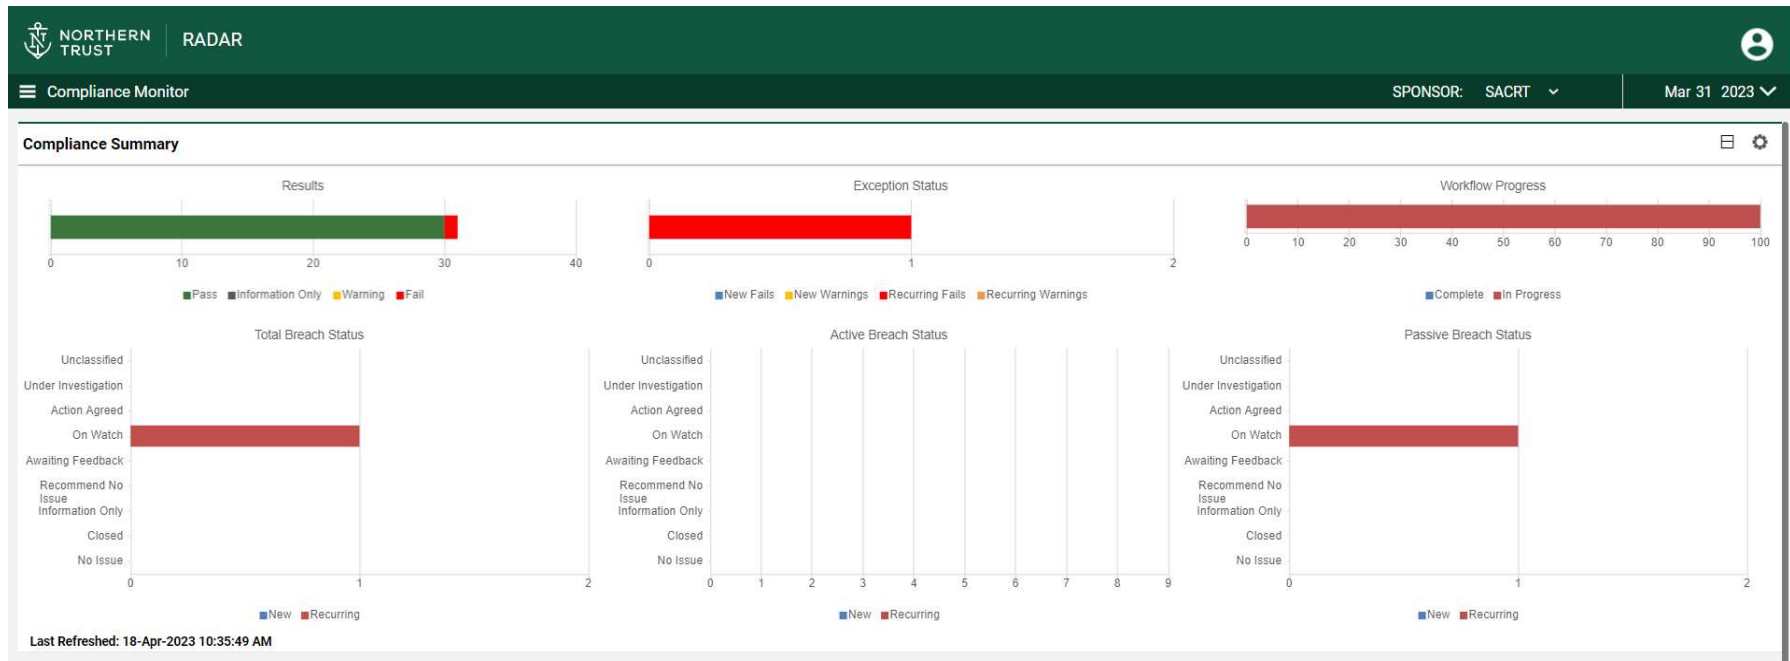 NORTHERN TRUST RADAR
Compliance Monitor SPONSOR: SACRT Mar 31 2023
Compliance Summary
Results
0 10 20 30 40
Pass Information Only Warning Fail
Exception Status
0 1 2
New Fails New Warnings Recurring Fails Recurring Warnings
Workflow Progress
0 10 20 30 40 50 60 70 80 90 100
Complete In Progress
Total Breach Status
Unclassified
Under Investigation
Action Agreed
On Watch
Awaiting Feedback
Recommend No
Issue
Information Only
Closed
No Issue
0 1 2
New Recurring
Active Breach Status
Unclassified
Under Investigation
Action Agreed
On Watch
Awaiting Feedback
Recommend No
Issue
Information Only
Closed
No Issue
0 1 2 3 4 5 6 7 8 9
New Recurring
Passive Breach Status
Unclassified
Under Investigation
Action Agreed
On Watch
Awaiting Feedback
Recommend No
Issue
Information Only
Closed
No Issue
0 1 2
New Recurring
Last Refreshed: 18-Apr-2023 10:35:49 AM